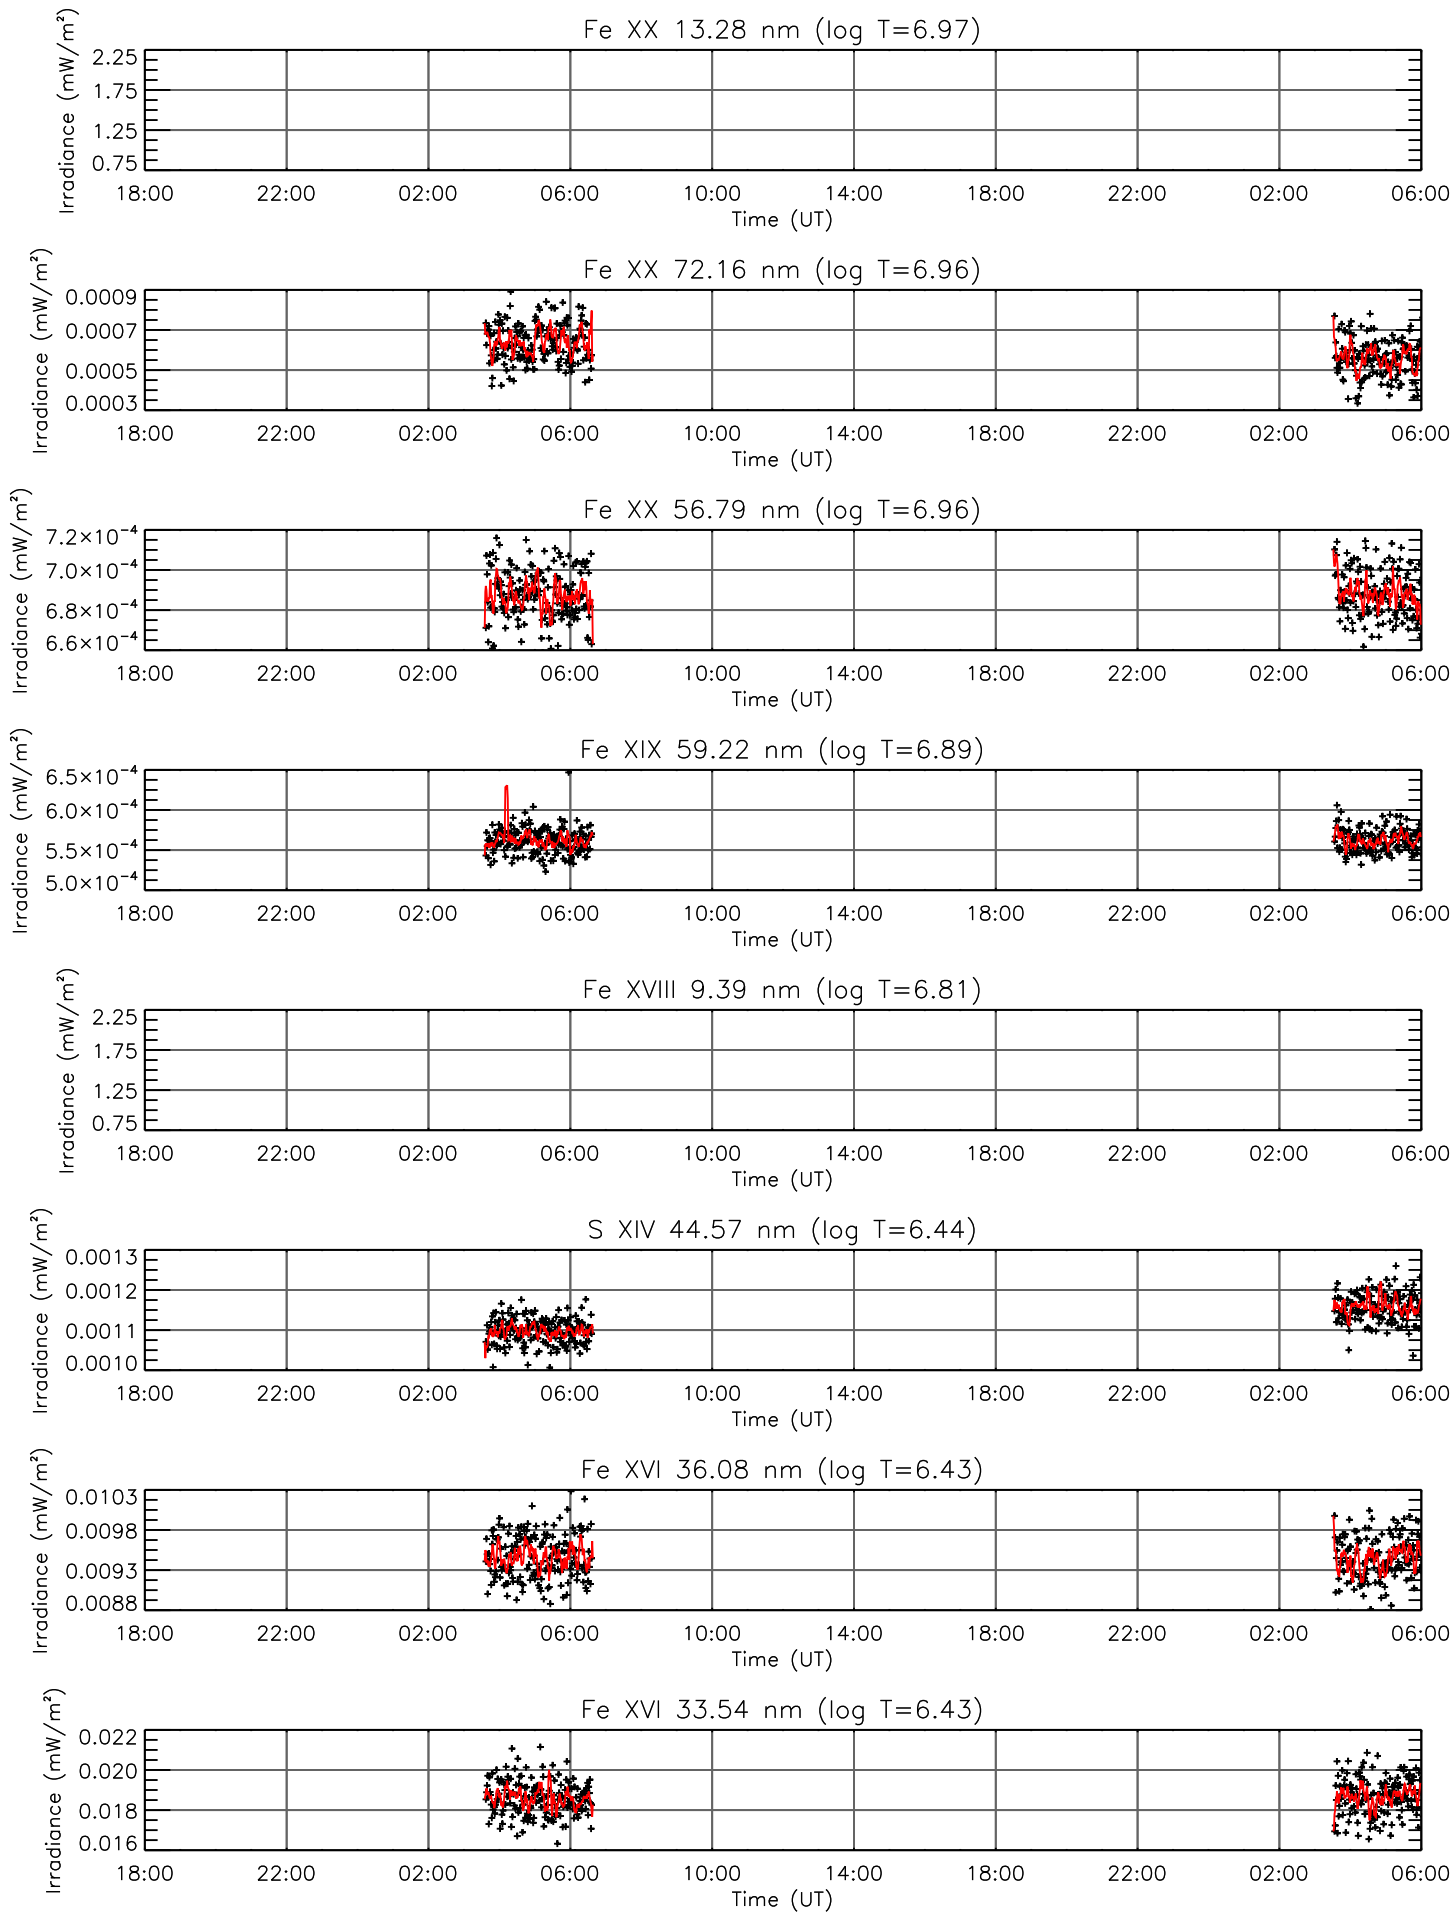 Fe XX 13.28 nm (log T=6.97)
Irradiance (mW/m²)
2.25
1.75
1.25
0.75
18:00 22:00 02:00 06:00 10:00 14:00 18:00 22:00 02:00 06:00
Time (UT)
Fe XX 72.16 nm (log T=6.96)
Irradiance (mW/m²)
0.0009
0.0007
0.0005
0.0003
18:00 22:00 02:00 06:00 10:00 14:00 18:00 22:00 02:00 06:00
Time (UT)
Fe XX 56.79 nm (log T=6.96)
Irradiance (mW/m²)
7.2×10⁻⁴
7.0×10⁻⁴
6.8×10⁻⁴
6.6×10⁻⁴
18:00 22:00 02:00 06:00 10:00 14:00 18:00 22:00 02:00 06:00
Time (UT)
Fe XIX 59.22 nm (log T=6.89)
Irradiance (mW/m²)
6.5×10⁻⁴
6.0×10⁻⁴
5.5×10⁻⁴
5.0×10⁻⁴
18:00 22:00 02:00 06:00 10:00 14:00 18:00 22:00 02:00 06:00
Time (UT)
Fe XVIII 9.39 nm (log T=6.81)
Irradiance (mW/m²)
2.25
1.75
1.25
0.75
18:00 22:00 02:00 06:00 10:00 14:00 18:00 22:00 02:00 06:00
Time (UT)
S XIV 44.57 nm (log T=6.44)
Irradiance (mW/m²)
0.0013
0.0012
0.0011
0.0010
18:00 22:00 02:00 06:00 10:00 14:00 18:00 22:00 02:00 06:00
Time (UT)
Fe XVI 36.08 nm (log T=6.43)
Irradiance (mW/m²)
0.0103
0.0098
0.0093
0.0088
18:00 22:00 02:00 06:00 10:00 14:00 18:00 22:00 02:00 06:00
Time (UT)
Fe XVI 33.54 nm (log T=6.43)
Irradiance (mW/m²)
0.022
0.020
0.018
0.016
18:00 22:00 02:00 06:00 10:00 14:00 18:00 22:00 02:00 06:00
Time (UT)